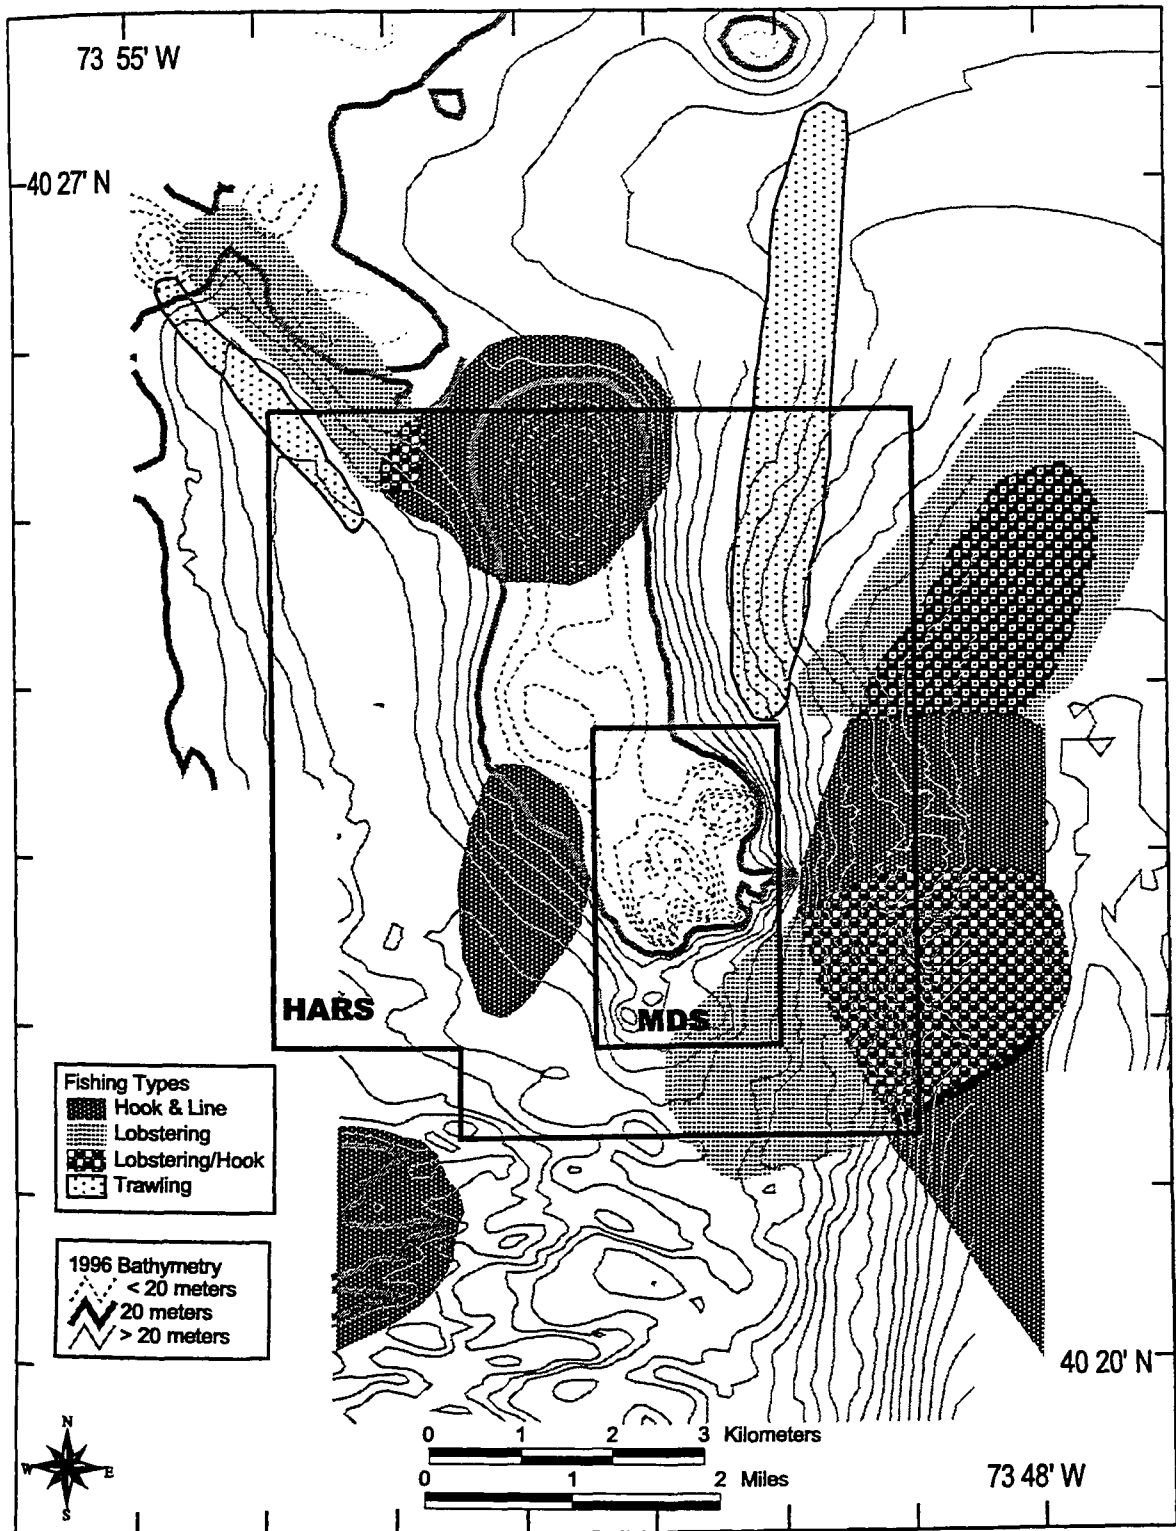 73 55' W
40 27' N
HARS
MDS
Fishing Types
Hook & Line
Lobstering
Lobstering/Hook
Trawling
1996 Bathymetry
< 20 meters
20 meters
> 20 meters
40 20' N
N
W E
S
0 1 2 3 Kilometers
0 1 2 Miles
73 48' W